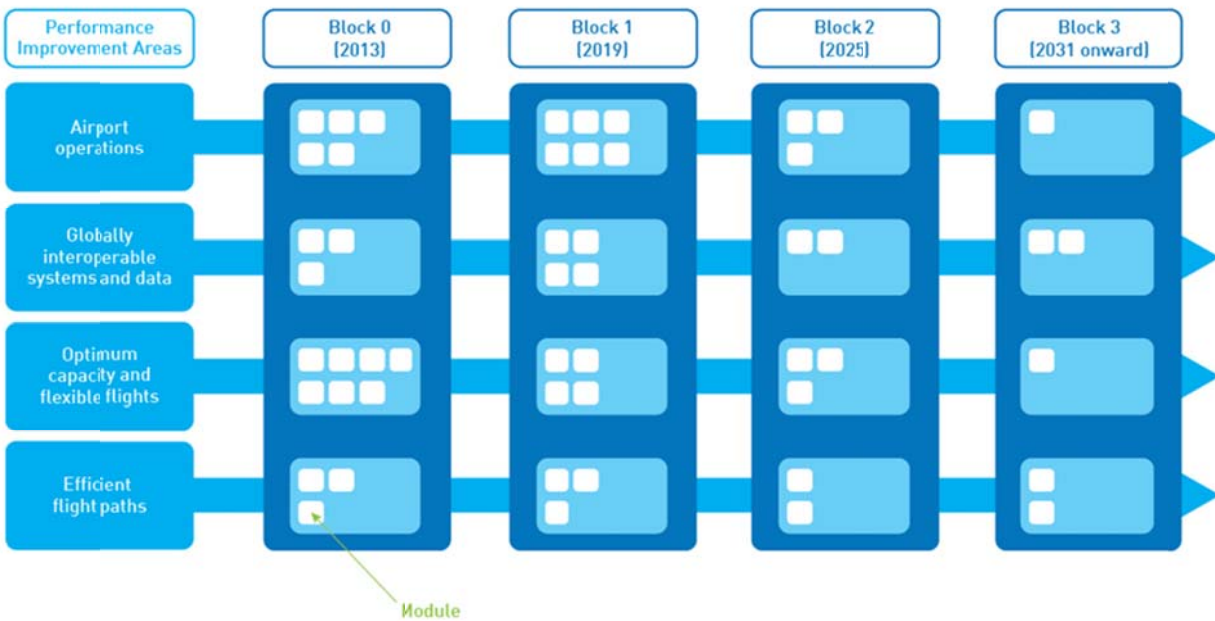 Performance
Improvement Areas
Block 0
(2013)
Block 1
(2019)
Block 2
(2025)
Block 3
(2031 onward)
Airport
operations
Globally
interoperable
systems and data
Optimum
capacity and
flexible flights
Efficient
flight paths
Module